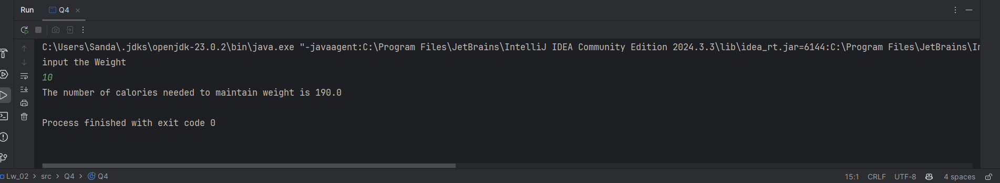 Run Q4
C:\Users\Sanda\.jdks\openjdk-23.0.2\bin\java.exe "-javaagent:C:\Program Files\JetBrains\IntelliJ IDEA Community Edition 2024.3.3\lib\idea_rt.jar=6144:C:\Program Files\JetBrains\In
input the Weight
10
The number of calories needed to maintain weight is 190.0
Process finished with exit code 0
Lw_02 > src > Q4 > Q4 15:1 CRLF UTF-8 4 spaces